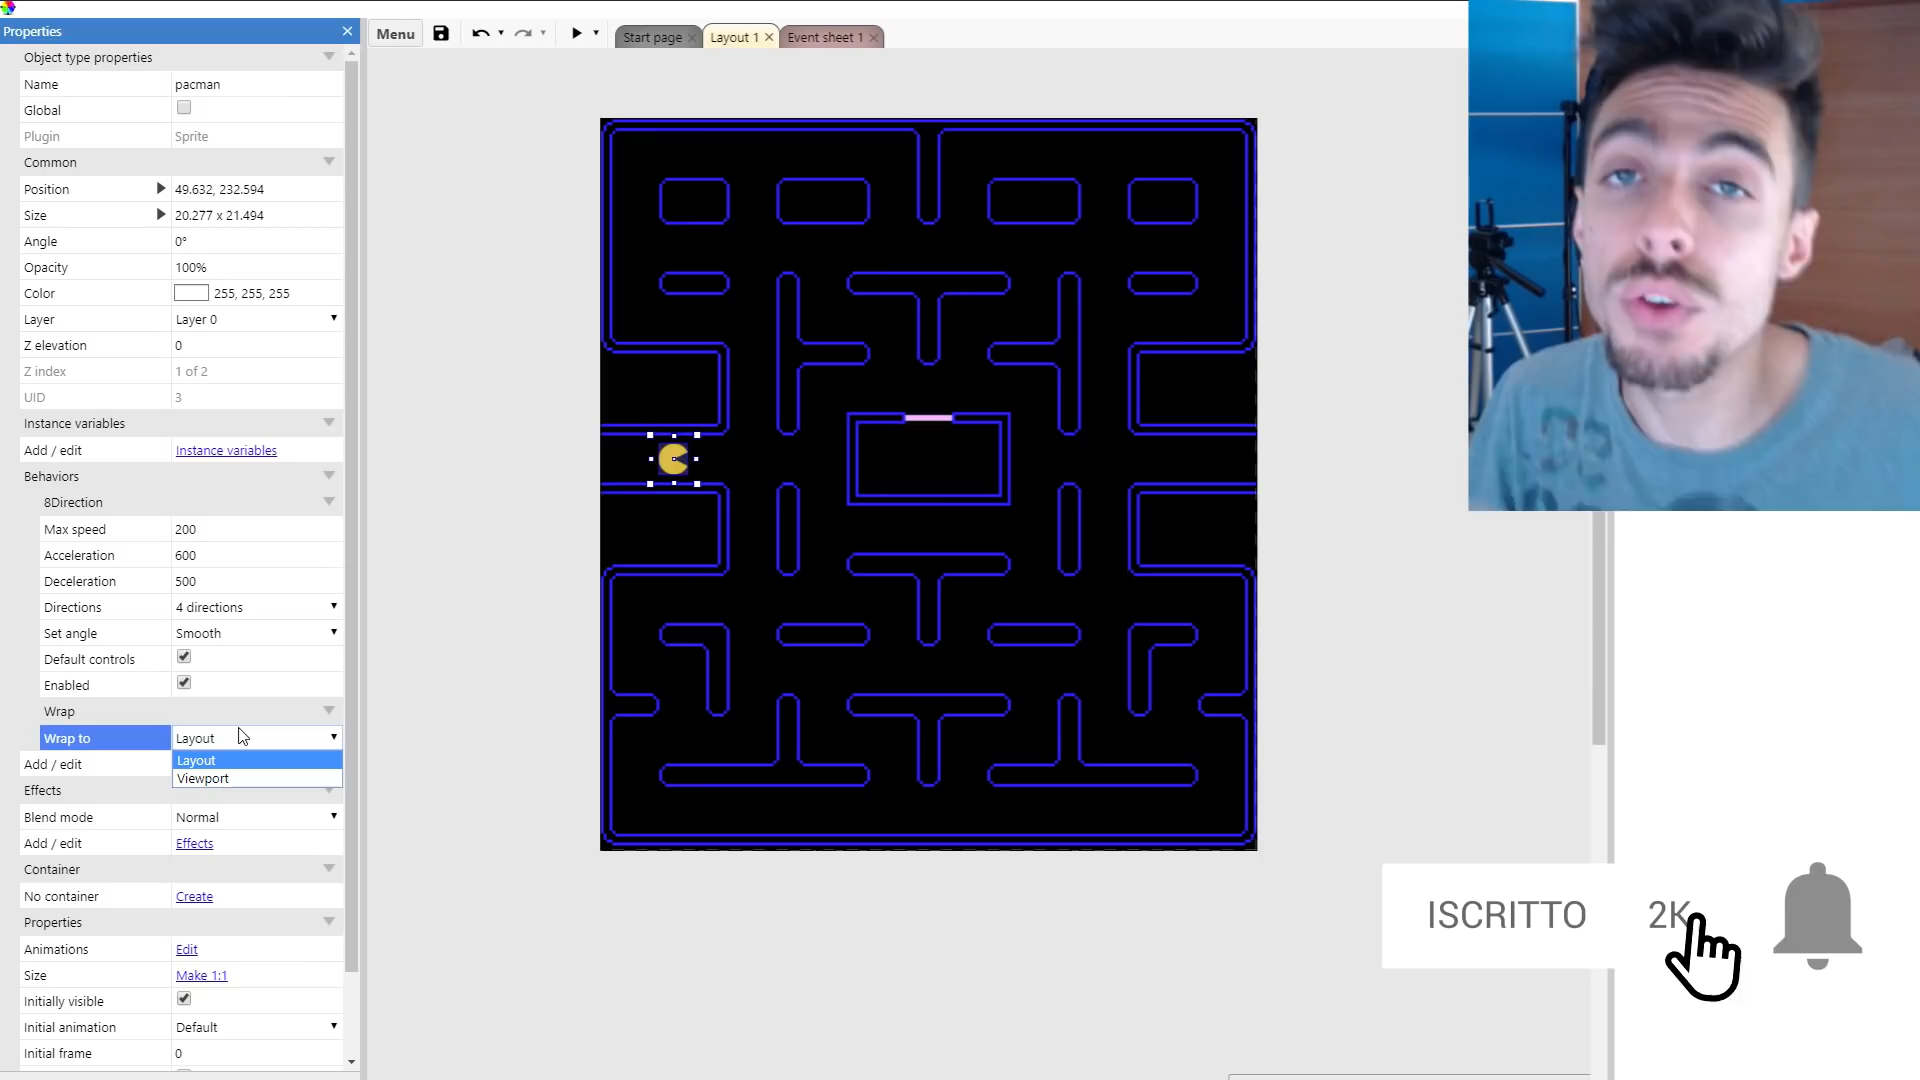 Properties
Object type properties
Name pacman
Global
Plugin Sprite
Common
Position 49.632, 232.594
Size 20.277 x 21.494
Angle 0°
Opacity 100%
Color 255, 255, 255
Layer Layer 0
Z elevation 0
Z index 1 of 2
UID 3
Instance variables
Add / edit Instance variables
Behaviors
8Direction
Max speed 200
Acceleration 600
Deceleration 500
Directions 4 directions
Set angle Smooth
Default controls
Enabled
Wrap
Wrap to Layout
Layout
Viewport
Add / edit
Effects
Blend mode Normal
Add / edit Effects
Container
No container Create
Properties
Animations Edit
Size Make 1:1
Initially visible
Initial animation Default
Initial frame 0
Menu
Start page
Layout 1
Event sheet 1
ISCRITTO 2K